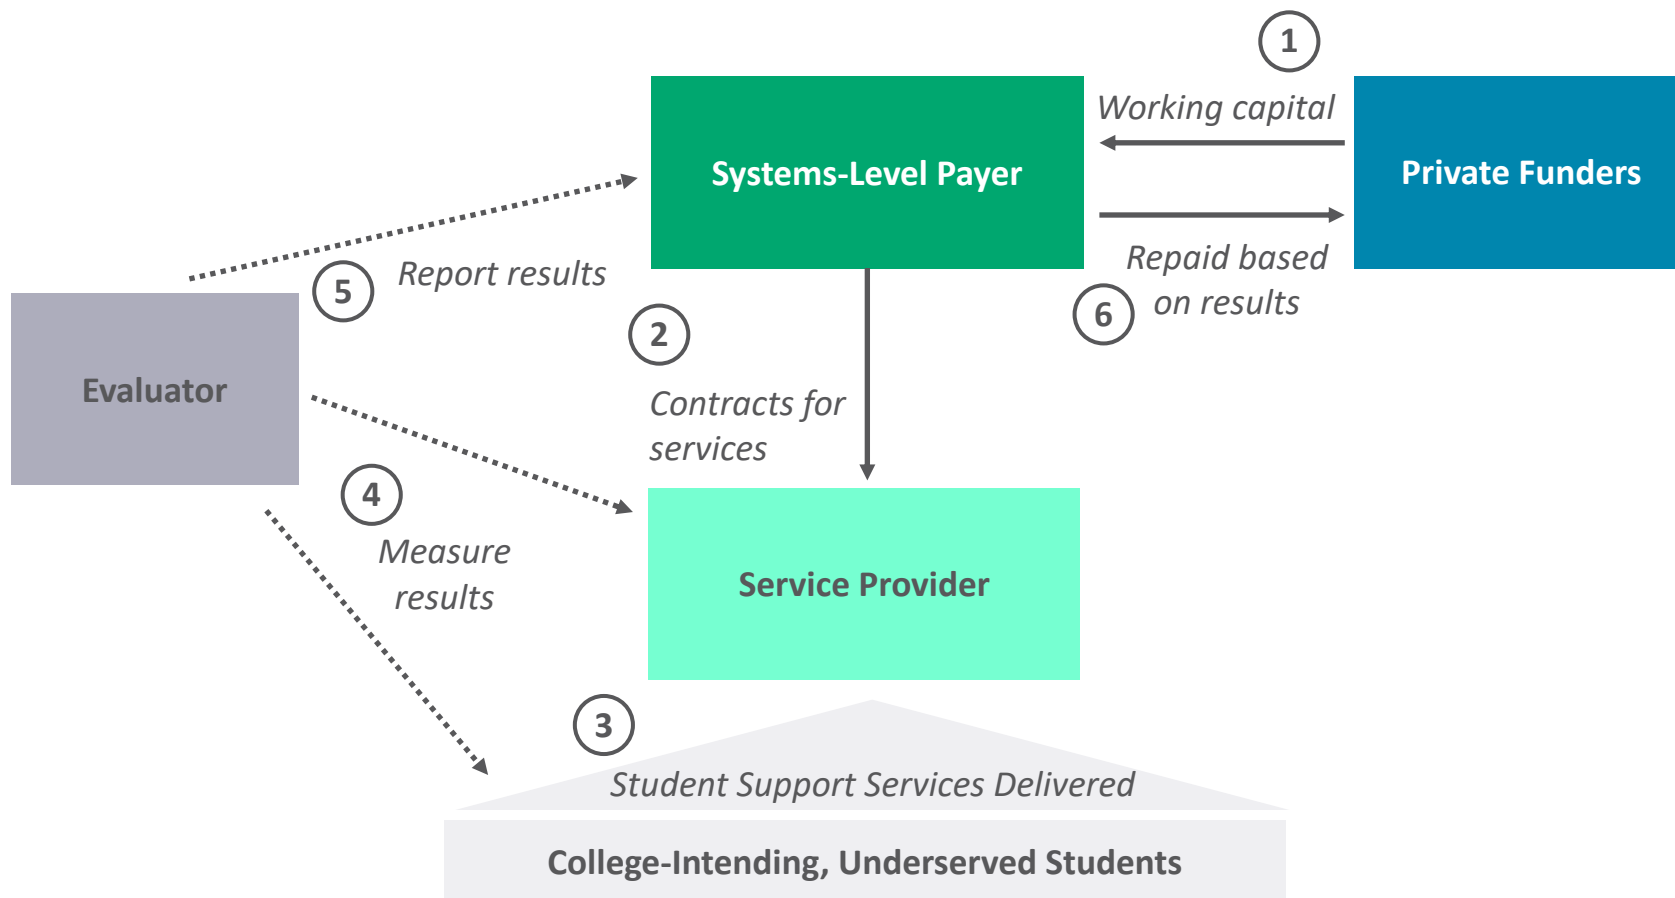 1
Working capital
Systems-Level Payer
Private Funders
Repaid based
on results
6
5
Report results
2
Evaluator
Contracts for
services
4
Measure
results
Service Provider
3
Student Support Services Delivered
College-Intending, Underserved Students